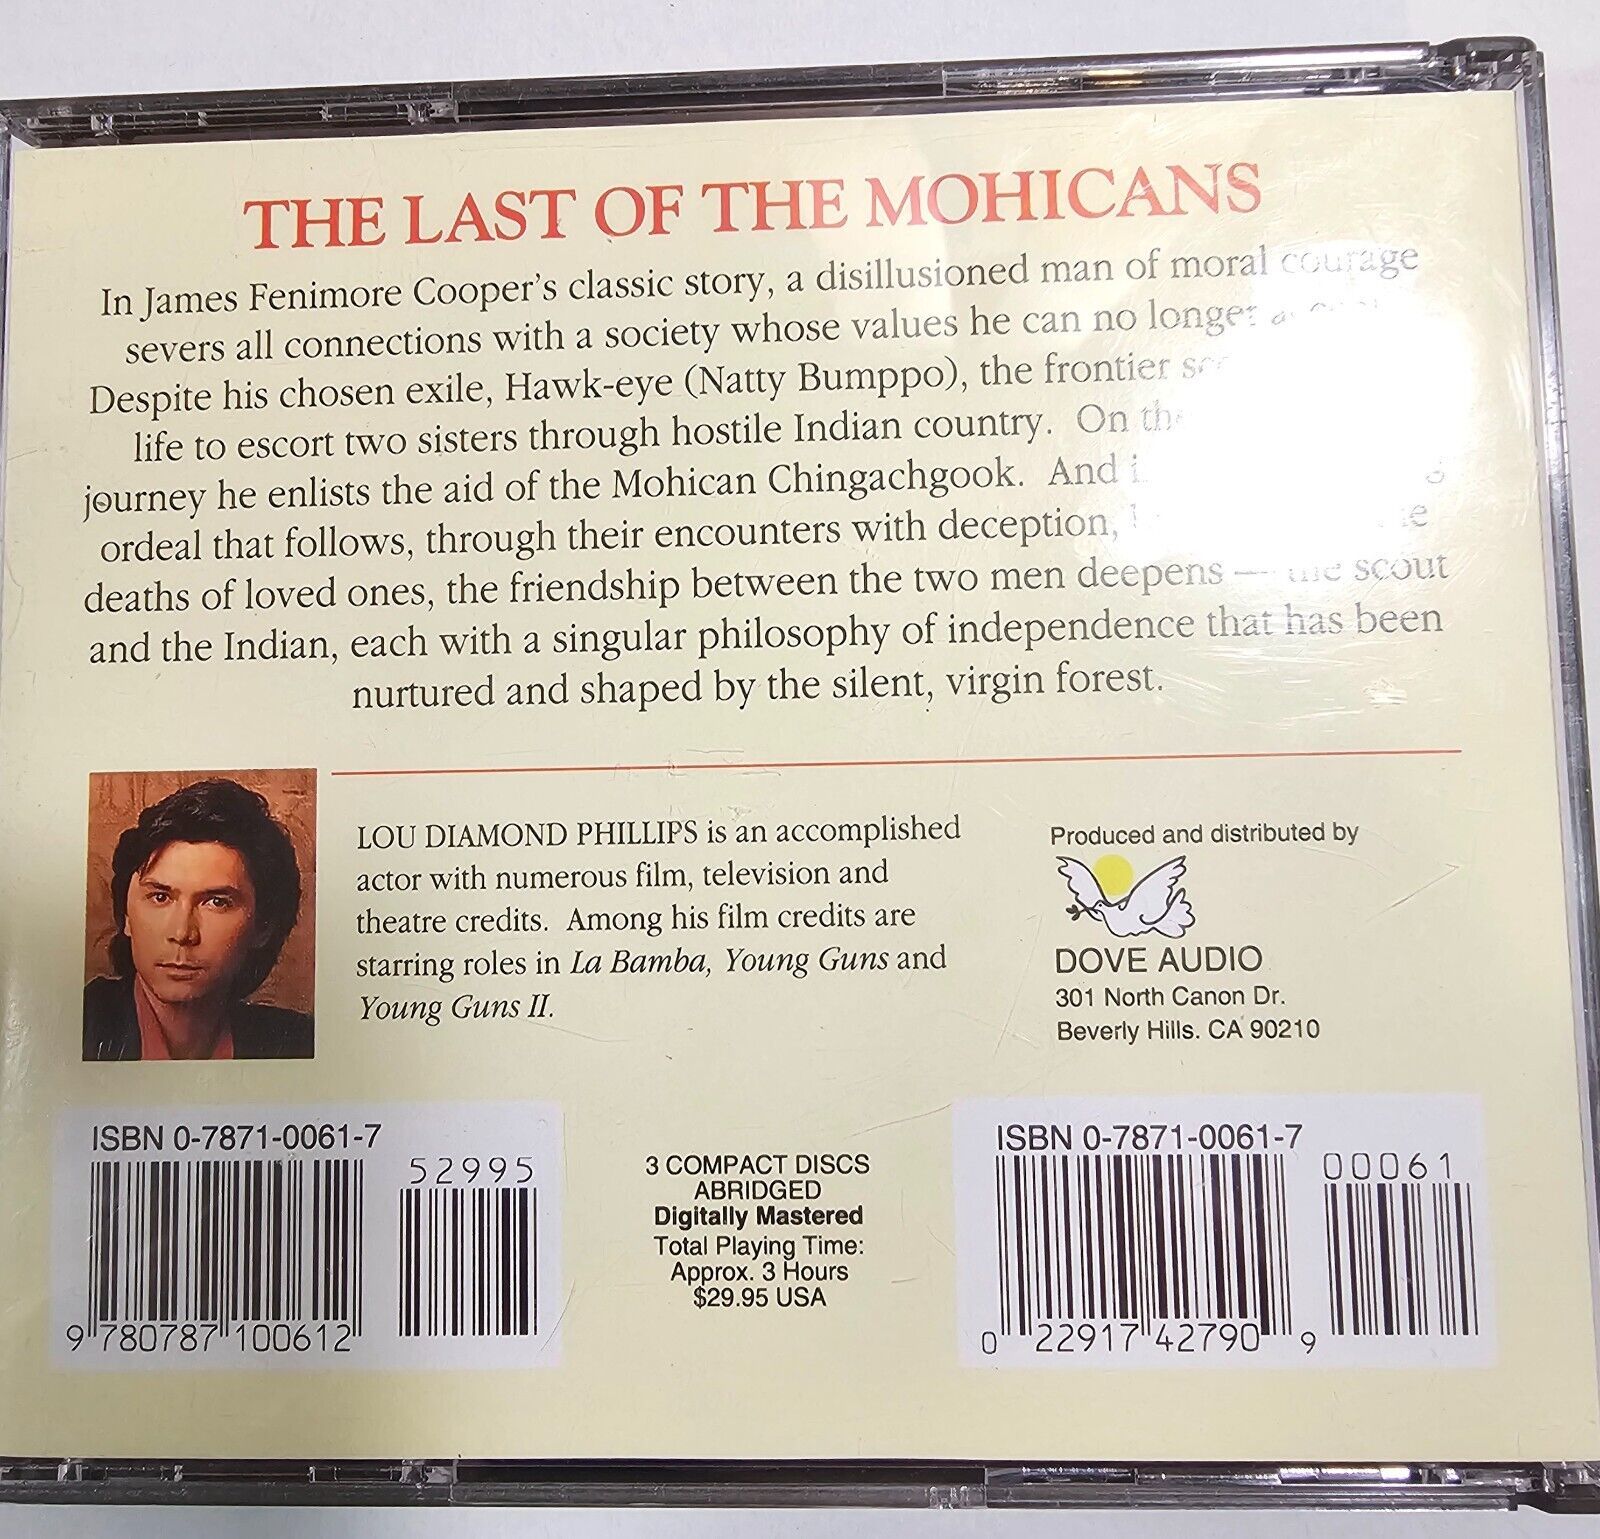 THE LAST OF THE MOHICANS
In James Fenimore Cooper's classic story, a disillusioned man of moral courage
severs all connections with a society whose values he can no longer
Despite his chosen exile, Hawk-eye (Natty Bumppo), the frontier
life to escort two sisters through hostile Indian country. On
journey he enlists the aid of the Mohican Chingachgook. And
ordeal that follows, through their encounters with deception,
deaths of loved ones, the friendship between the two men deepens — the scout
and the Indian, each with a singular philosophy of independence that has been
nurtured and shaped by the silent, virgin forest.
LOU DIAMOND PHILLIPS is an accomplished
actor with numerous film, television and
theatre credits. Among his film credits are
starring roles in La Bamba, Young Guns and
Young Guns II.
Produced and distributed by
DOVE AUDIO
301 North Canon Dr.
Beverly Hills. CA 90210
ISBN 0-7871-0061-7
52995
9 780787 100612
3 COMPACT DISCS
ABRIDGED
Digitally Mastered
Total Playing Time:
Approx. 3 Hours
$29.95 USA
ISBN 0-7871-0061-7
00061
0 22917 42790 9